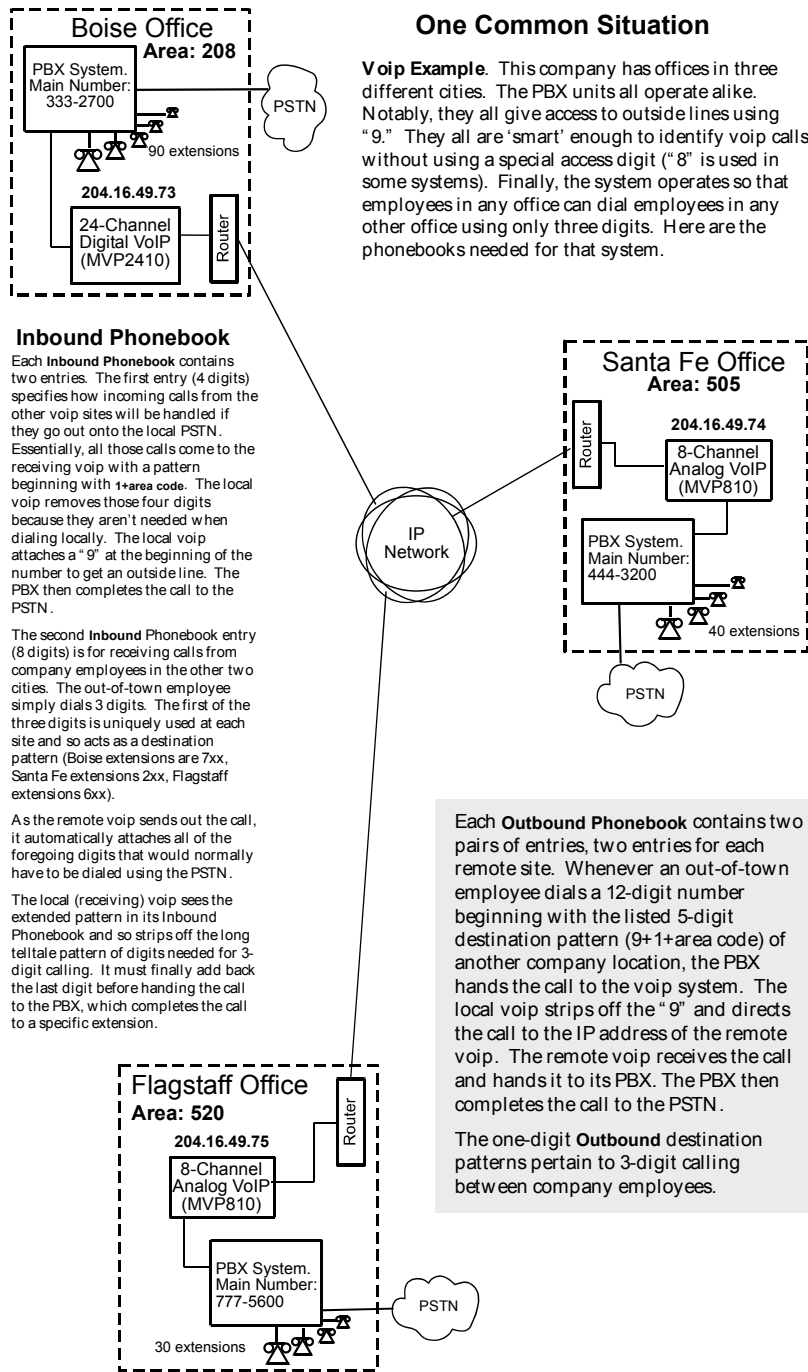 Boise Office
Area: 208
PBX System.
Main Number:
333-2700
PSTN
90 extensions
204.16.49.73
24-Channel
Digital VoIP
(MVP2410)
Router
One Common Situation
Voip Example. This company has offices in three
different cities. The PBX units all operate alike.
Notably, they all give access to outside lines using
“9.” They all are ‘smart’ enough to identify voip calls
without using a special access digit (“8” is used in
some systems). Finally, the system operates so that
employees in any office can dial employees in any
other office using only three digits. Here are the
phonebooks needed for that system.
Inbound Phonebook
Each Inbound Phonebook contains
two entries. The first entry (4 digits)
specifies how incoming calls from the
other voip sites will be handled if
they go out onto the local PSTN.
Essentially, all those calls come to the
receiving voip with a pattern
beginning with 1+area code. The local
voip removes those four digits
because they aren’t needed when
dialing locally. The local voip
attaches a “9” at the beginning of the
number to get an outside line. The
PBX then completes the call to the
PSTN.
The second Inbound Phonebook entry
(8 digits) is for receiving calls from
company employees in the other two
cities. The out-of-town employee
simply dials 3 digits. The first of the
three digits is uniquely used at each
site and so acts as a destination
pattern (Boise extensions are 7xx,
Santa Fe extensions 2xx, Flagstaff
extensions 6xx).
As the remote voip sends out the call,
it automatically attaches all of the
foregoing digits that would normally
have to be dialed using the PSTN.
The local (receiving) voip sees the
extended pattern in its Inbound
Phonebook and so strips off the long
telltale pattern of digits needed for 3-
digit calling. It must finally add back
the last digit before handing the call
to the PBX, which completes the call
to a specific extension.
IP
Network
Santa Fe Office
Area: 505
Router
204.16.49.74
8-Channel
Analog VoIP
(MVP810)
PBX System.
Main Number:
444-3200
40 extensions
PSTN
Each Outbound Phonebook contains two
pairs of entries, two entries for each
remote site. Whenever an out-of-town
employee dials a 12-digit number
beginning with the listed 5-digit
destination pattern (9+1+area code) of
another company location, the PBX
hands the call to the voip system. The
local voip strips off the “9” and directs
the call to the IP address of the remote
voip. The remote voip receives the call
and hands it to its PBX. The PBX then
completes the call to the PSTN.
The one-digit Outbound destination
patterns pertain to 3-digit calling
between company employees.
Flagstaff Office
Area: 520
Router
204.16.49.75
8-Channel
Analog VoIP
(MVP810)
PBX System.
Main Number:
777-5600
PSTN
30 extensions